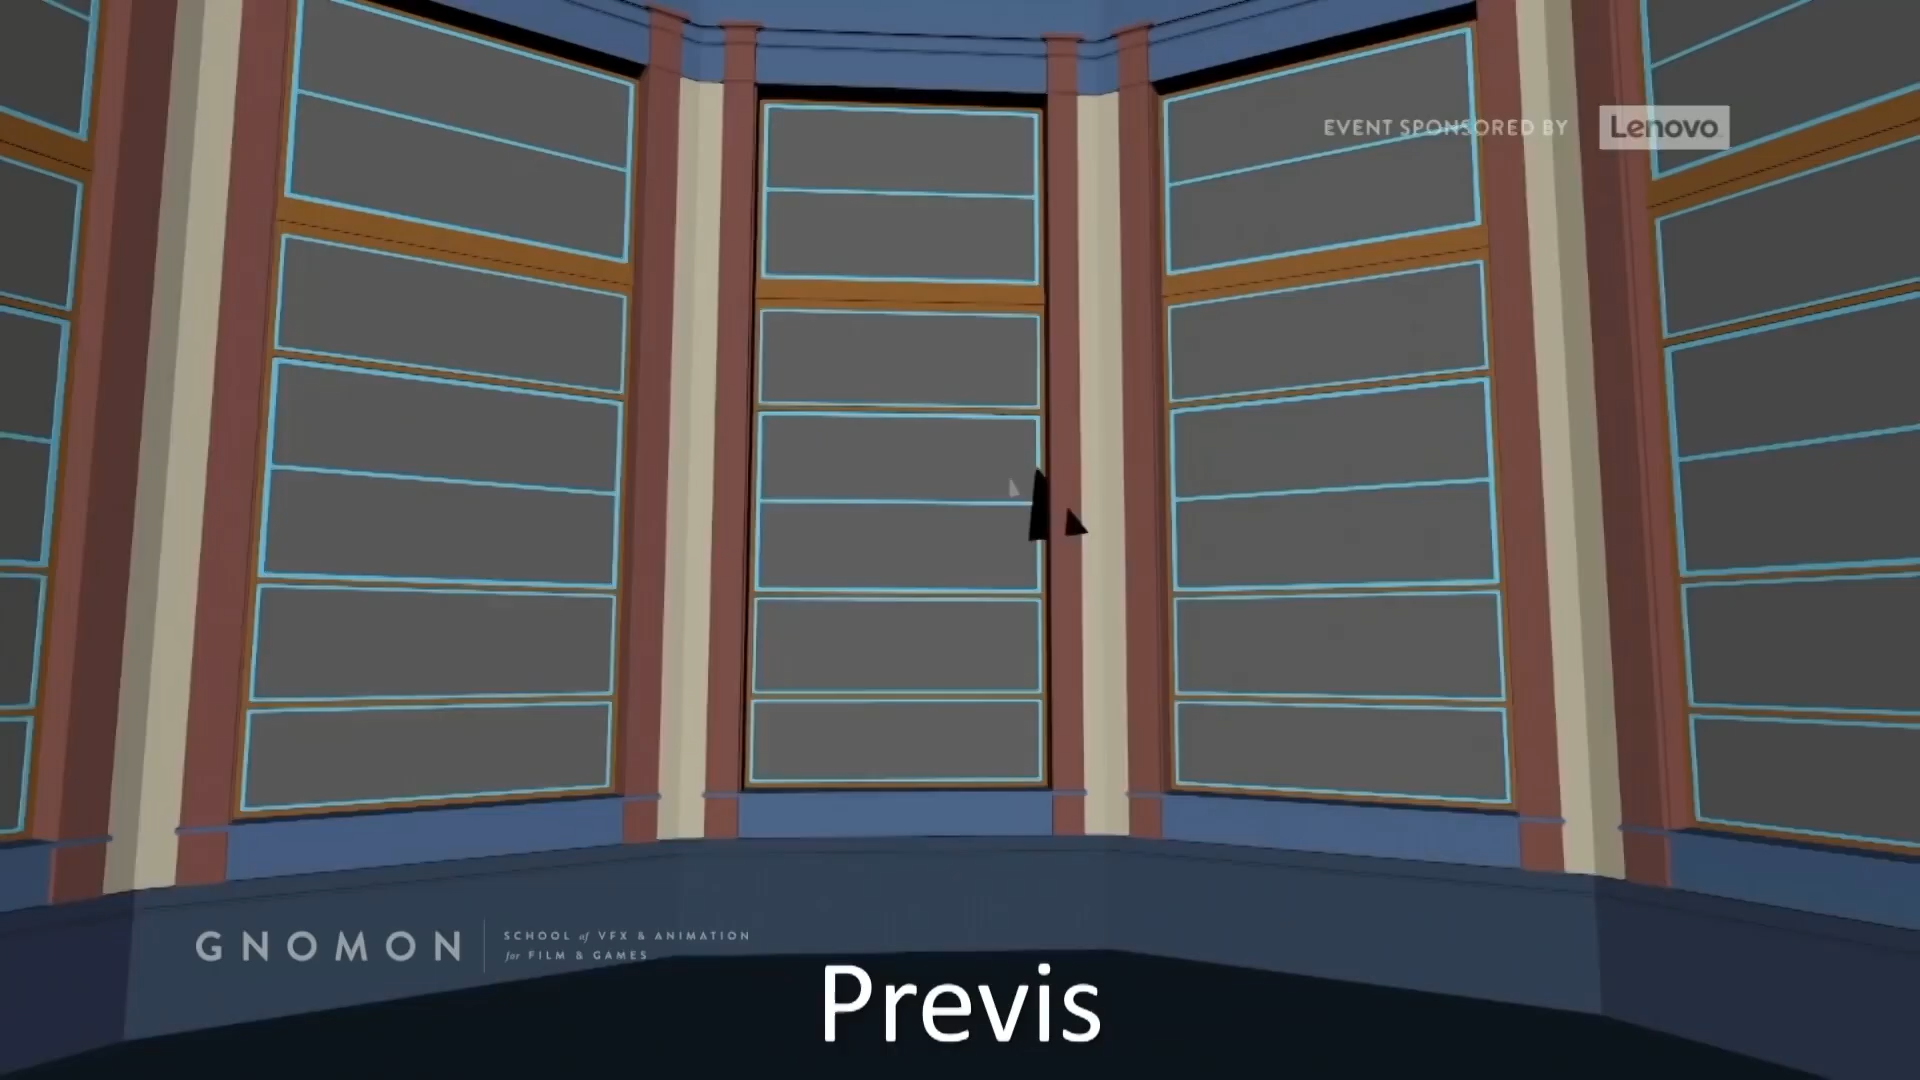 EVENT SPONSORED BY Lenovo
GNOMON
SCHOOL of VFX & ANIMATION
for FILM & GAMES
Previs